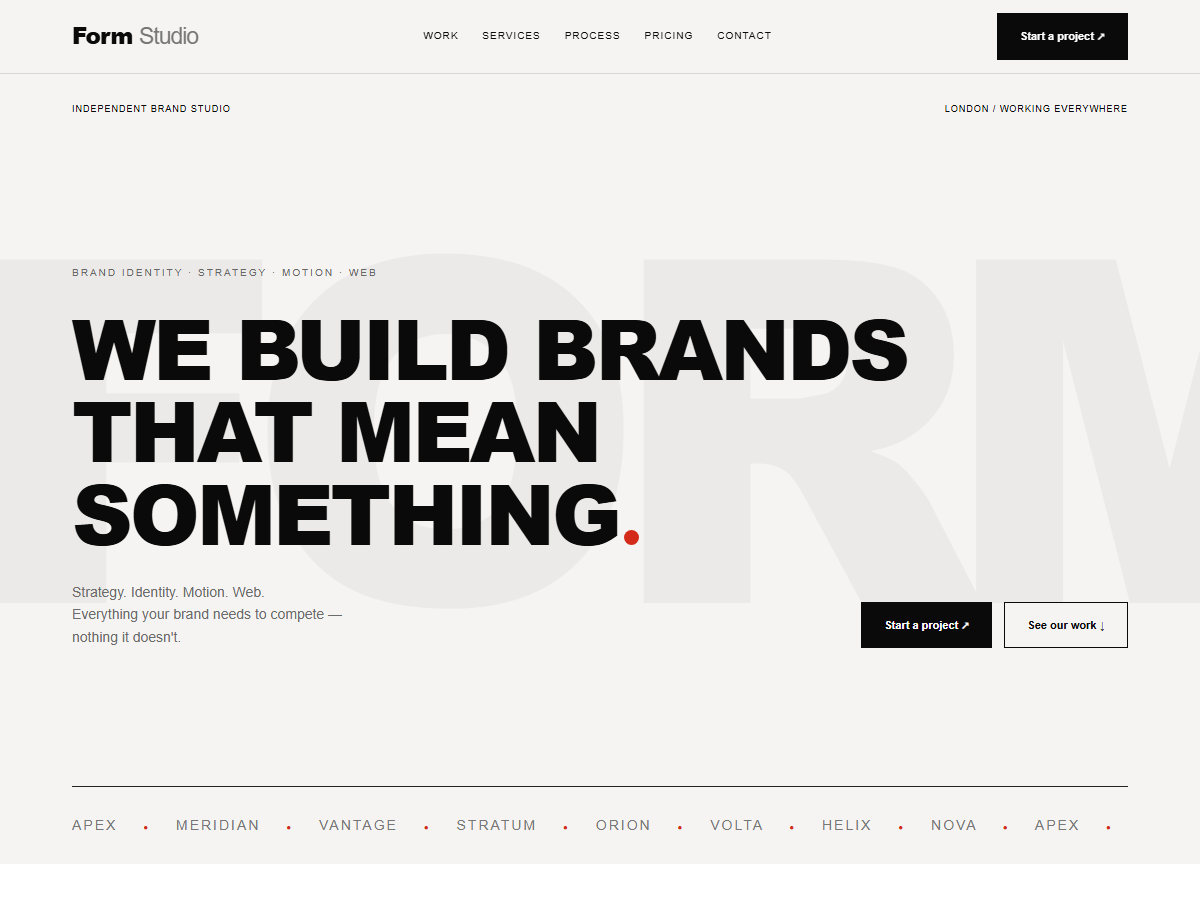 Form Studio
WORK SERVICES PROCESS PRICING CONTACT
Start a project ↗
INDEPENDENT BRAND STUDIO
LONDON / WORKING EVERYWHERE
FORM
BRAND IDENTITY · STRATEGY · MOTION · WEB
WE BUILD BRANDS
THAT MEAN
SOMETHING.
Strategy. Identity. Motion. Web.
Everything your brand needs to compete —
nothing it doesn't.
Start a project ↗
See our work ↓
APEX • MERIDIAN • VANTAGE • STRATUM • ORION • VOLTA • HELIX • NOVA • APEX •